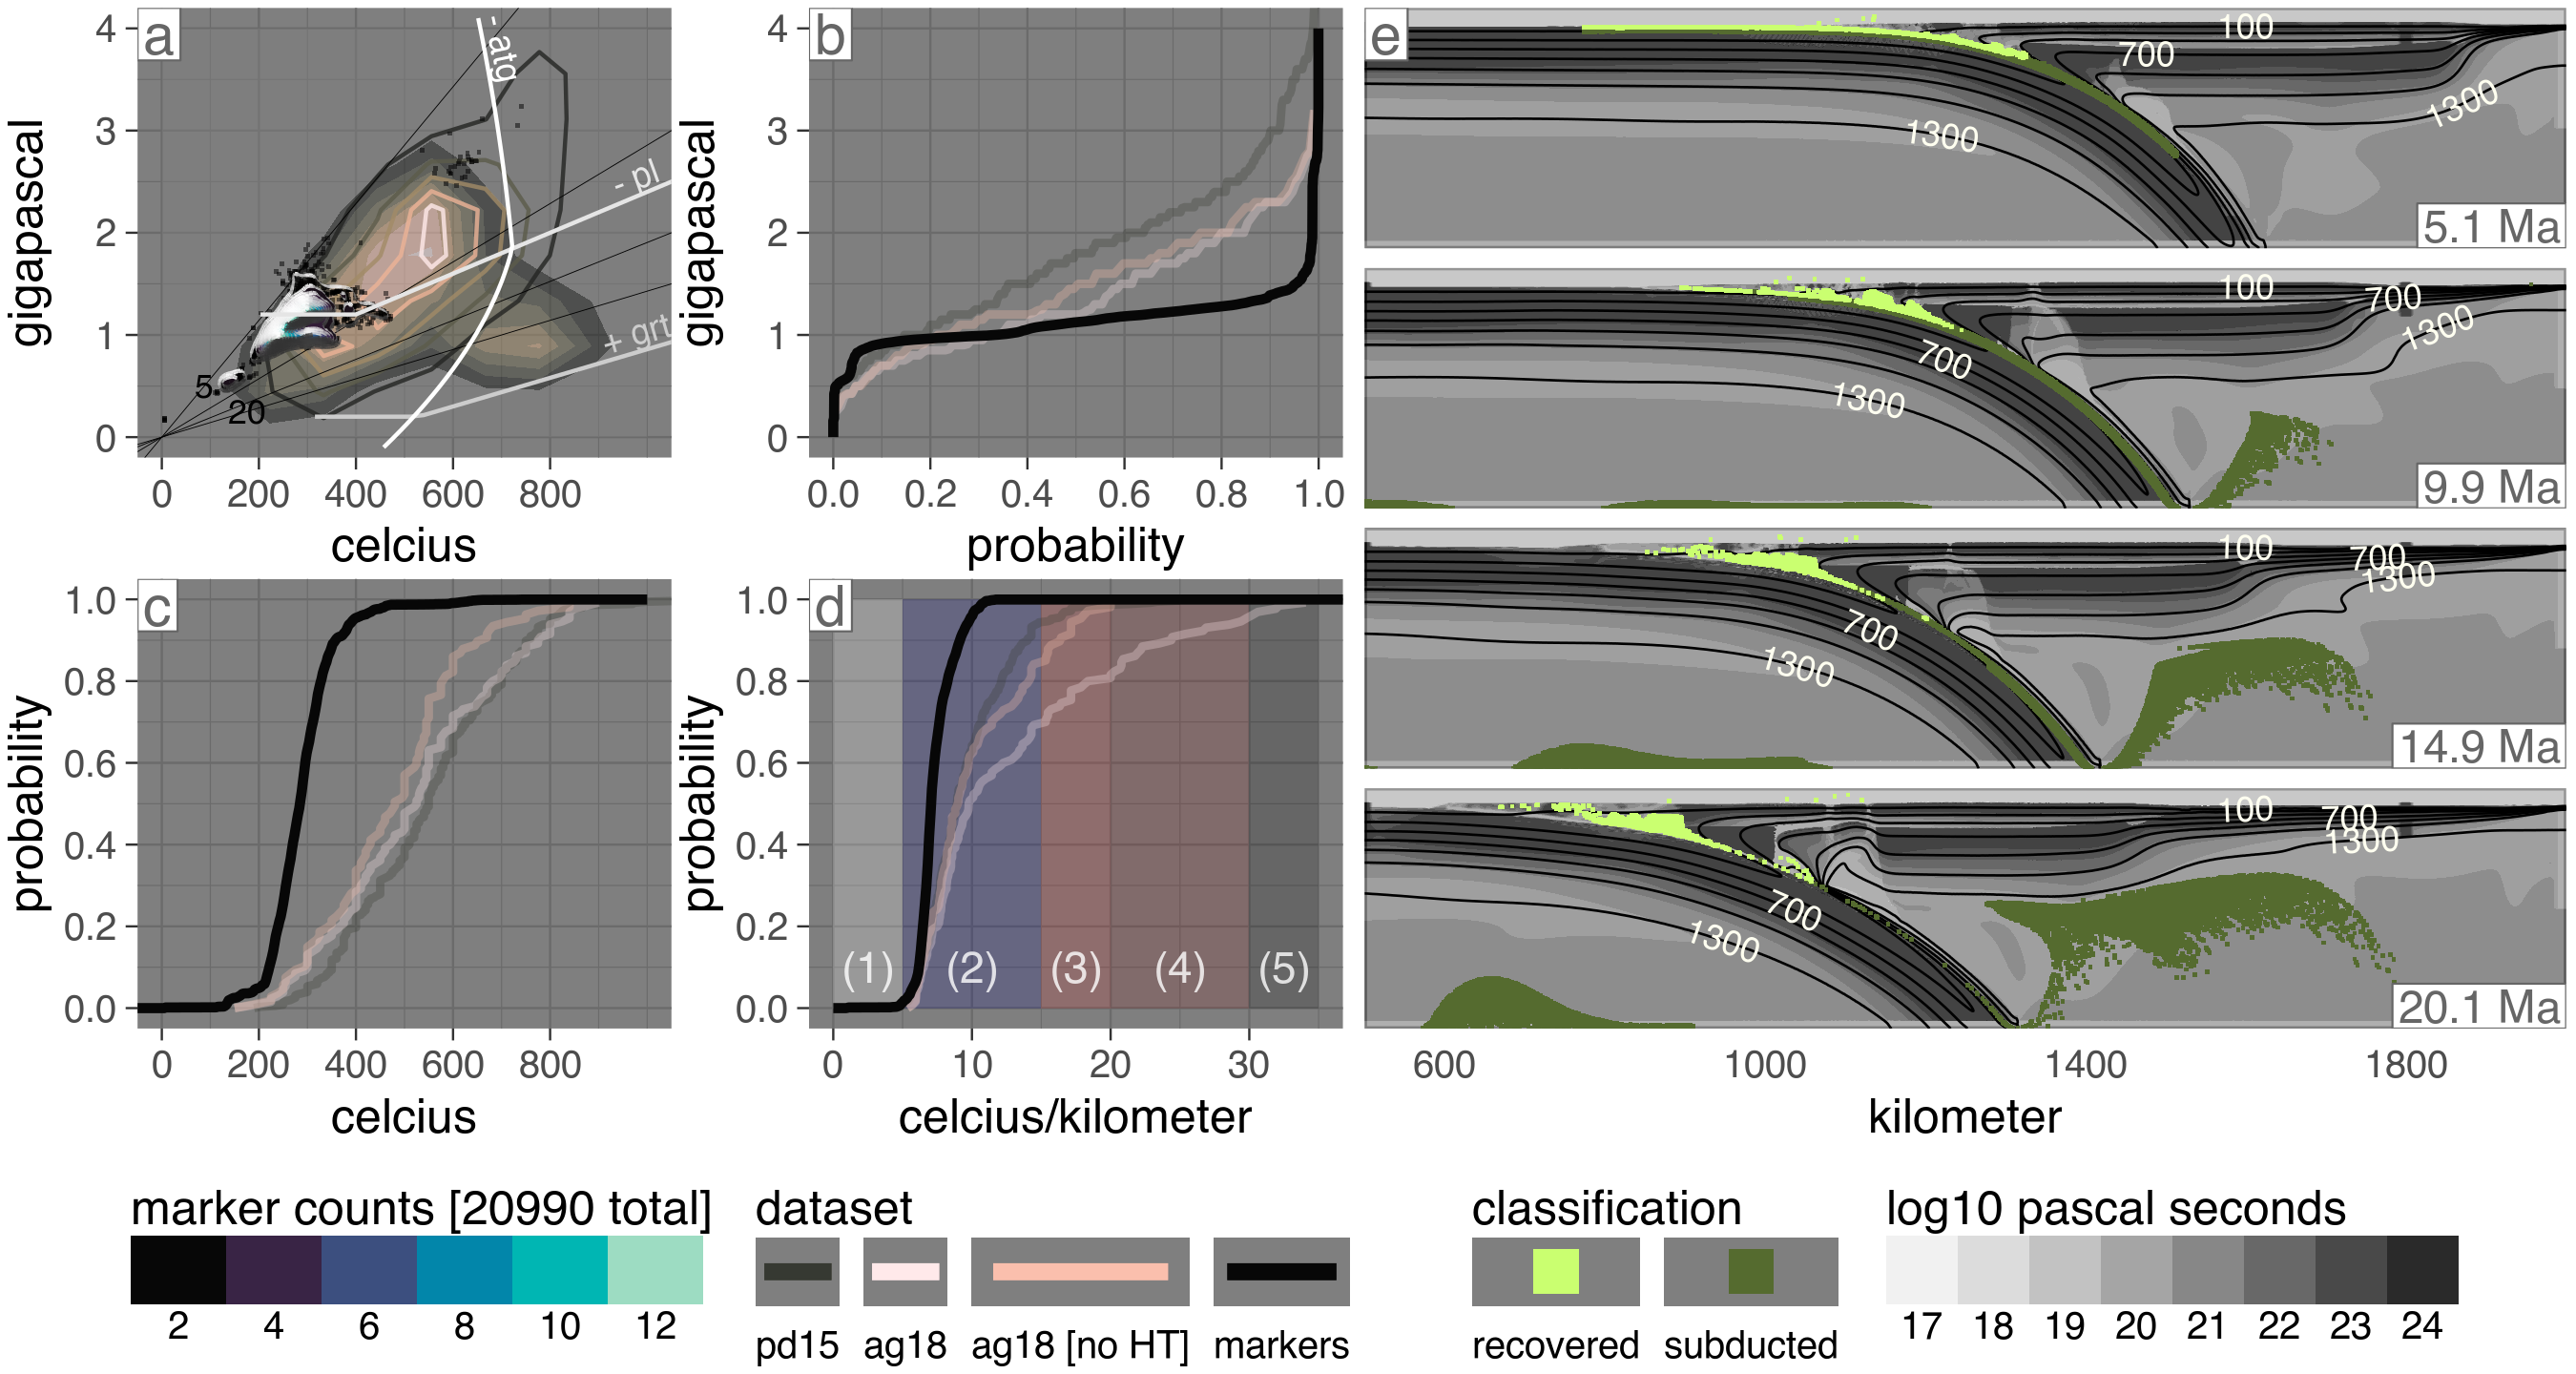 a
4
3
2
1
0
gigapascal
- atg
- pl
+ grt
5
20
0
200
400
600
800
celcius
b
4
3
2
1
0
gigapascal
0.0
0.2
0.4
0.6
0.8
1.0
probability
c
1.0
0.8
0.6
0.4
0.2
0.0
probability
0
200
400
600
800
celcius
d
1.0
0.8
0.6
0.4
0.2
0.0
probability
(1) (2) (3) (4) (5)
0
10
20
30
celcius/kilometer
e
100
700
1300
1300
5.1 Ma
100
700
1300
700
1300
9.9 Ma
100
700
1300
700
1300
14.9 Ma
100
700
1300
700
1300
20.1 Ma
600
1000
1400
1800
kilometer
marker counts [20990 total]
2 4 6 8 10 12
dataset
pd15 ag18 ag18 [no HT] markers
classification
recovered subducted
log10 pascal seconds
17 18 19 20 21 22 23 24